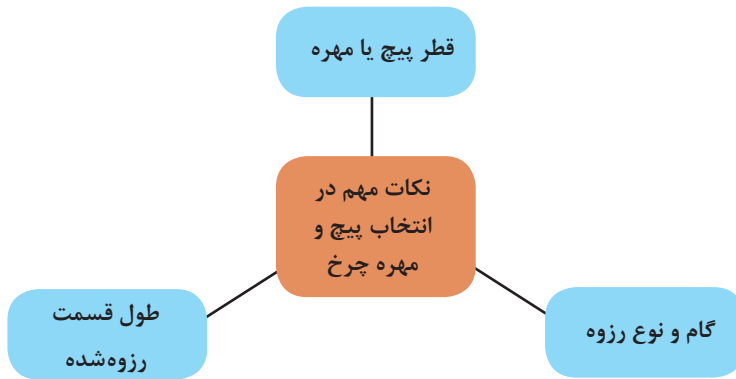 قطر پیچ یا مهره
نکات مهم در
انتخاب پیچ و
مهره چرخ
گام و نوع رزوه
طول قسمت
رزوه‌شده